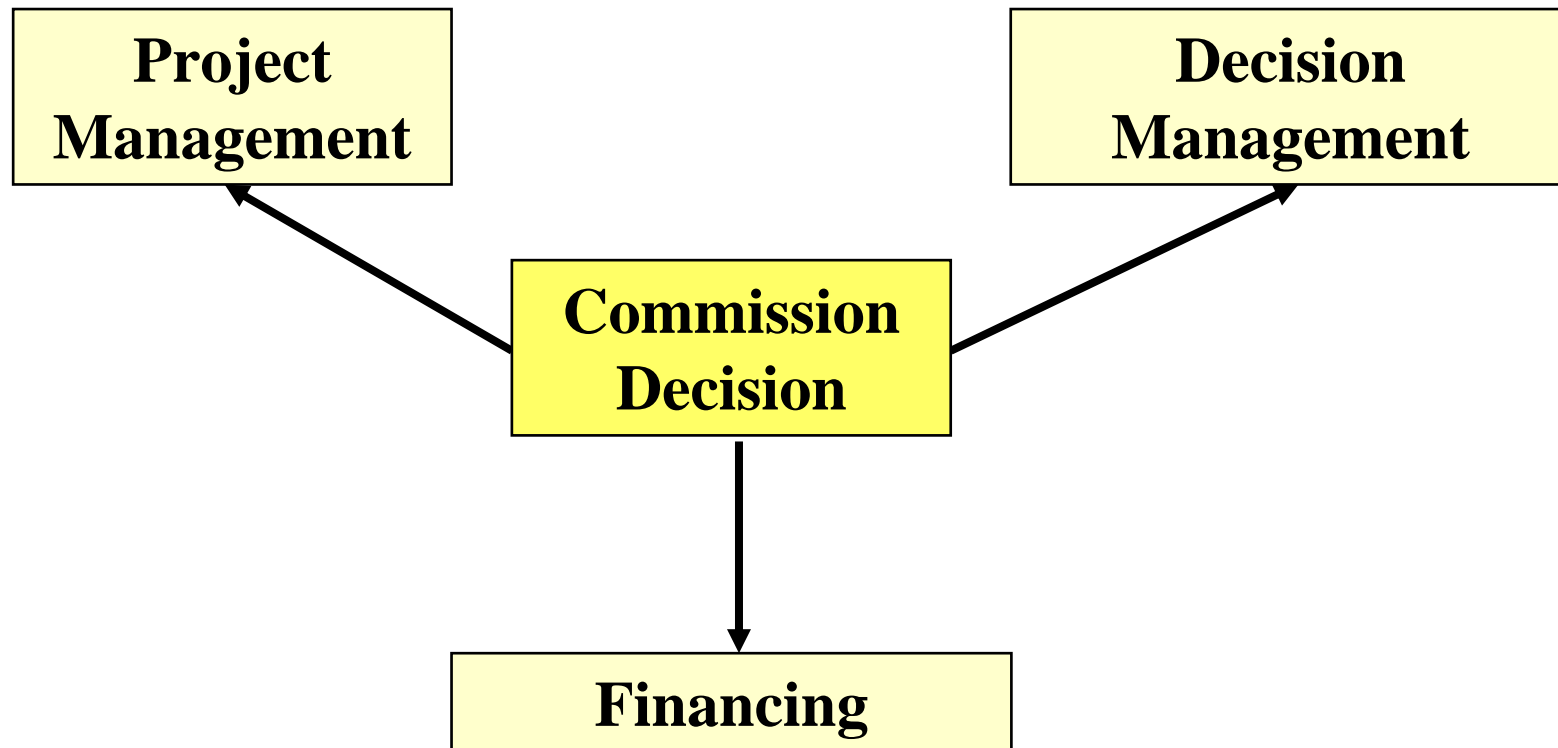 Project
Management
Decision
Management
Commission
Decision
Financing